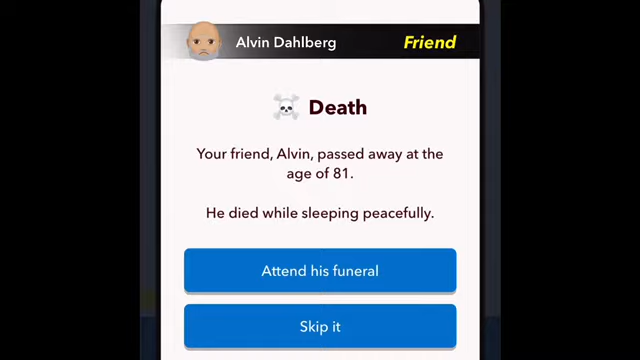 Alvin Dahlberg
Friend
Death
Your friend, Alvin, passed away at the
age of 81.
He died while sleeping peacefully.
Attend his funeral
Skip it